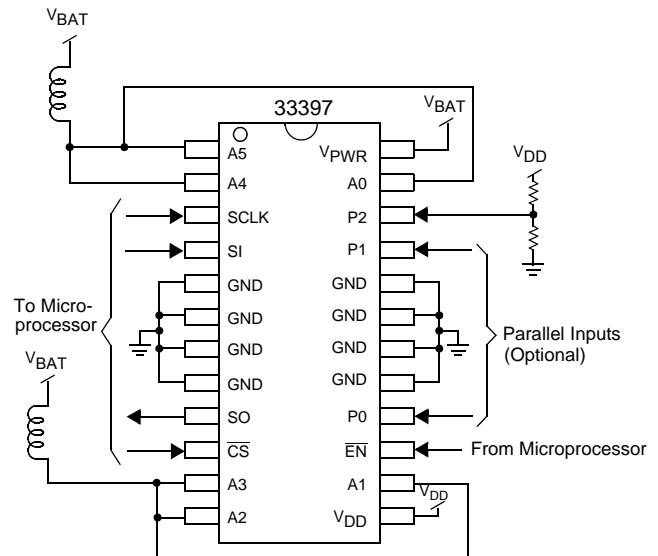 VBAT
33397
VBAT
VDD
A5
VPWR
A4
A0
SCLK
P2
SI
P1
GND
GND
GND
GND
To Micro-
processor
GND
GND
Parallel Inputs
(Optional)
VBAT
GND
GND
SO
P0
CS
EN
From Microprocessor
A3
A1
VDD
A2
VDD